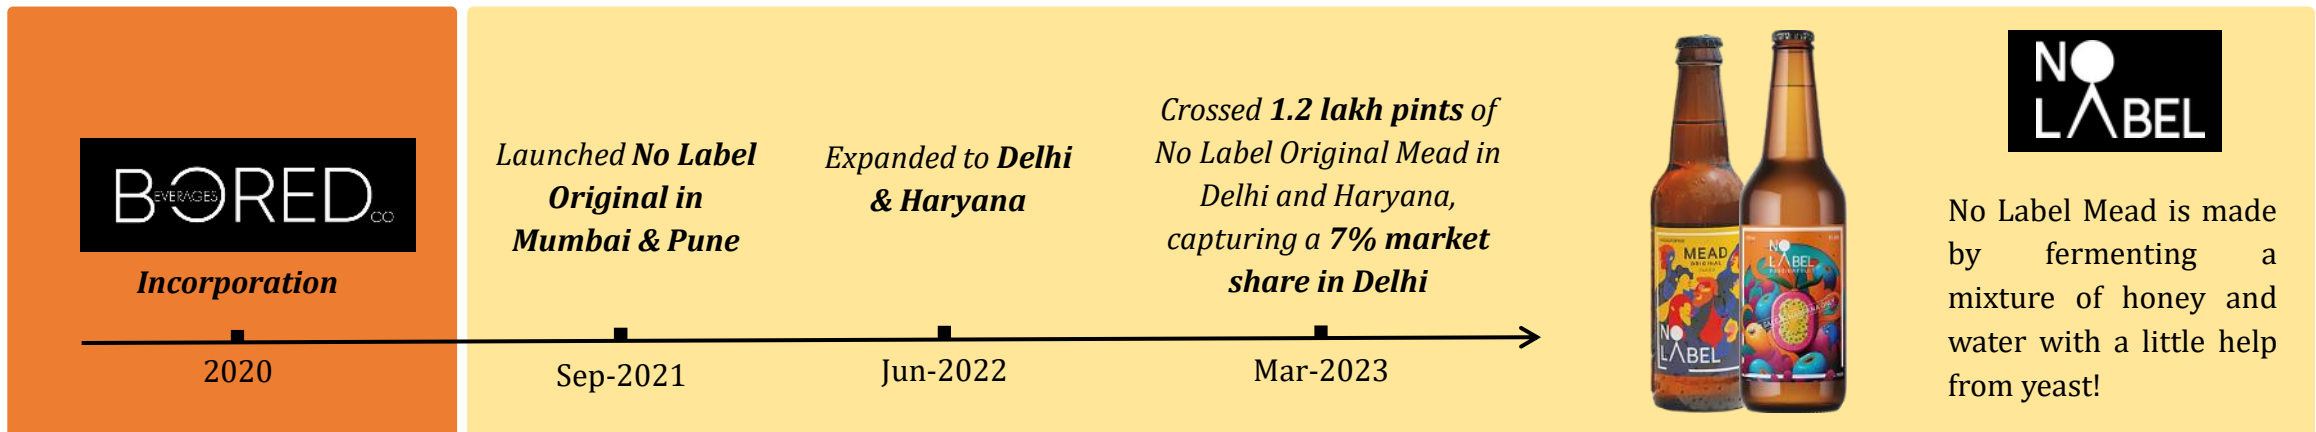 BORED
EVERAGES
CO
Incorporation
2020
Launched No Label
Original in
Mumbai & Pune
Sep-2021
Expanded to Delhi
& Haryana
Jun-2022
Crossed 1.2 lakh pints of
No Label Original Mead in
Delhi and Haryana,
capturing a 7% market
share in Delhi
Mar-2023
MEAD
ORIGINAL
NO
LABEL
NO
LABEL
NO
LABEL
No Label Mead is made
by fermenting a
mixture of honey and
water with a little help
from yeast!